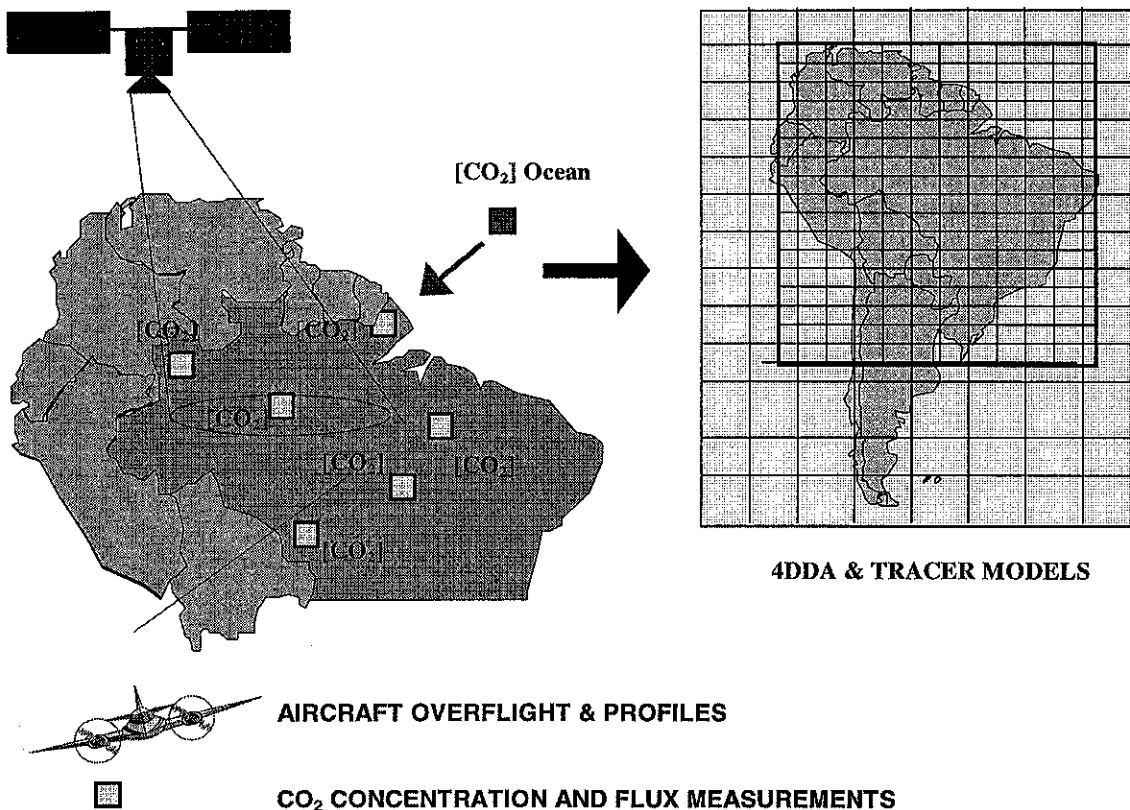 [CO₂] Ocean
[CO₂]
[CO₂]
[CO₂]
[CO₂]
[CO₂]
[CO₂]
4DDA & TRACER MODELS
AIRCRAFT OVERFLIGHT & PROFILES
CO₂ CONCENTRATION AND FLUX MEASUREMENTS